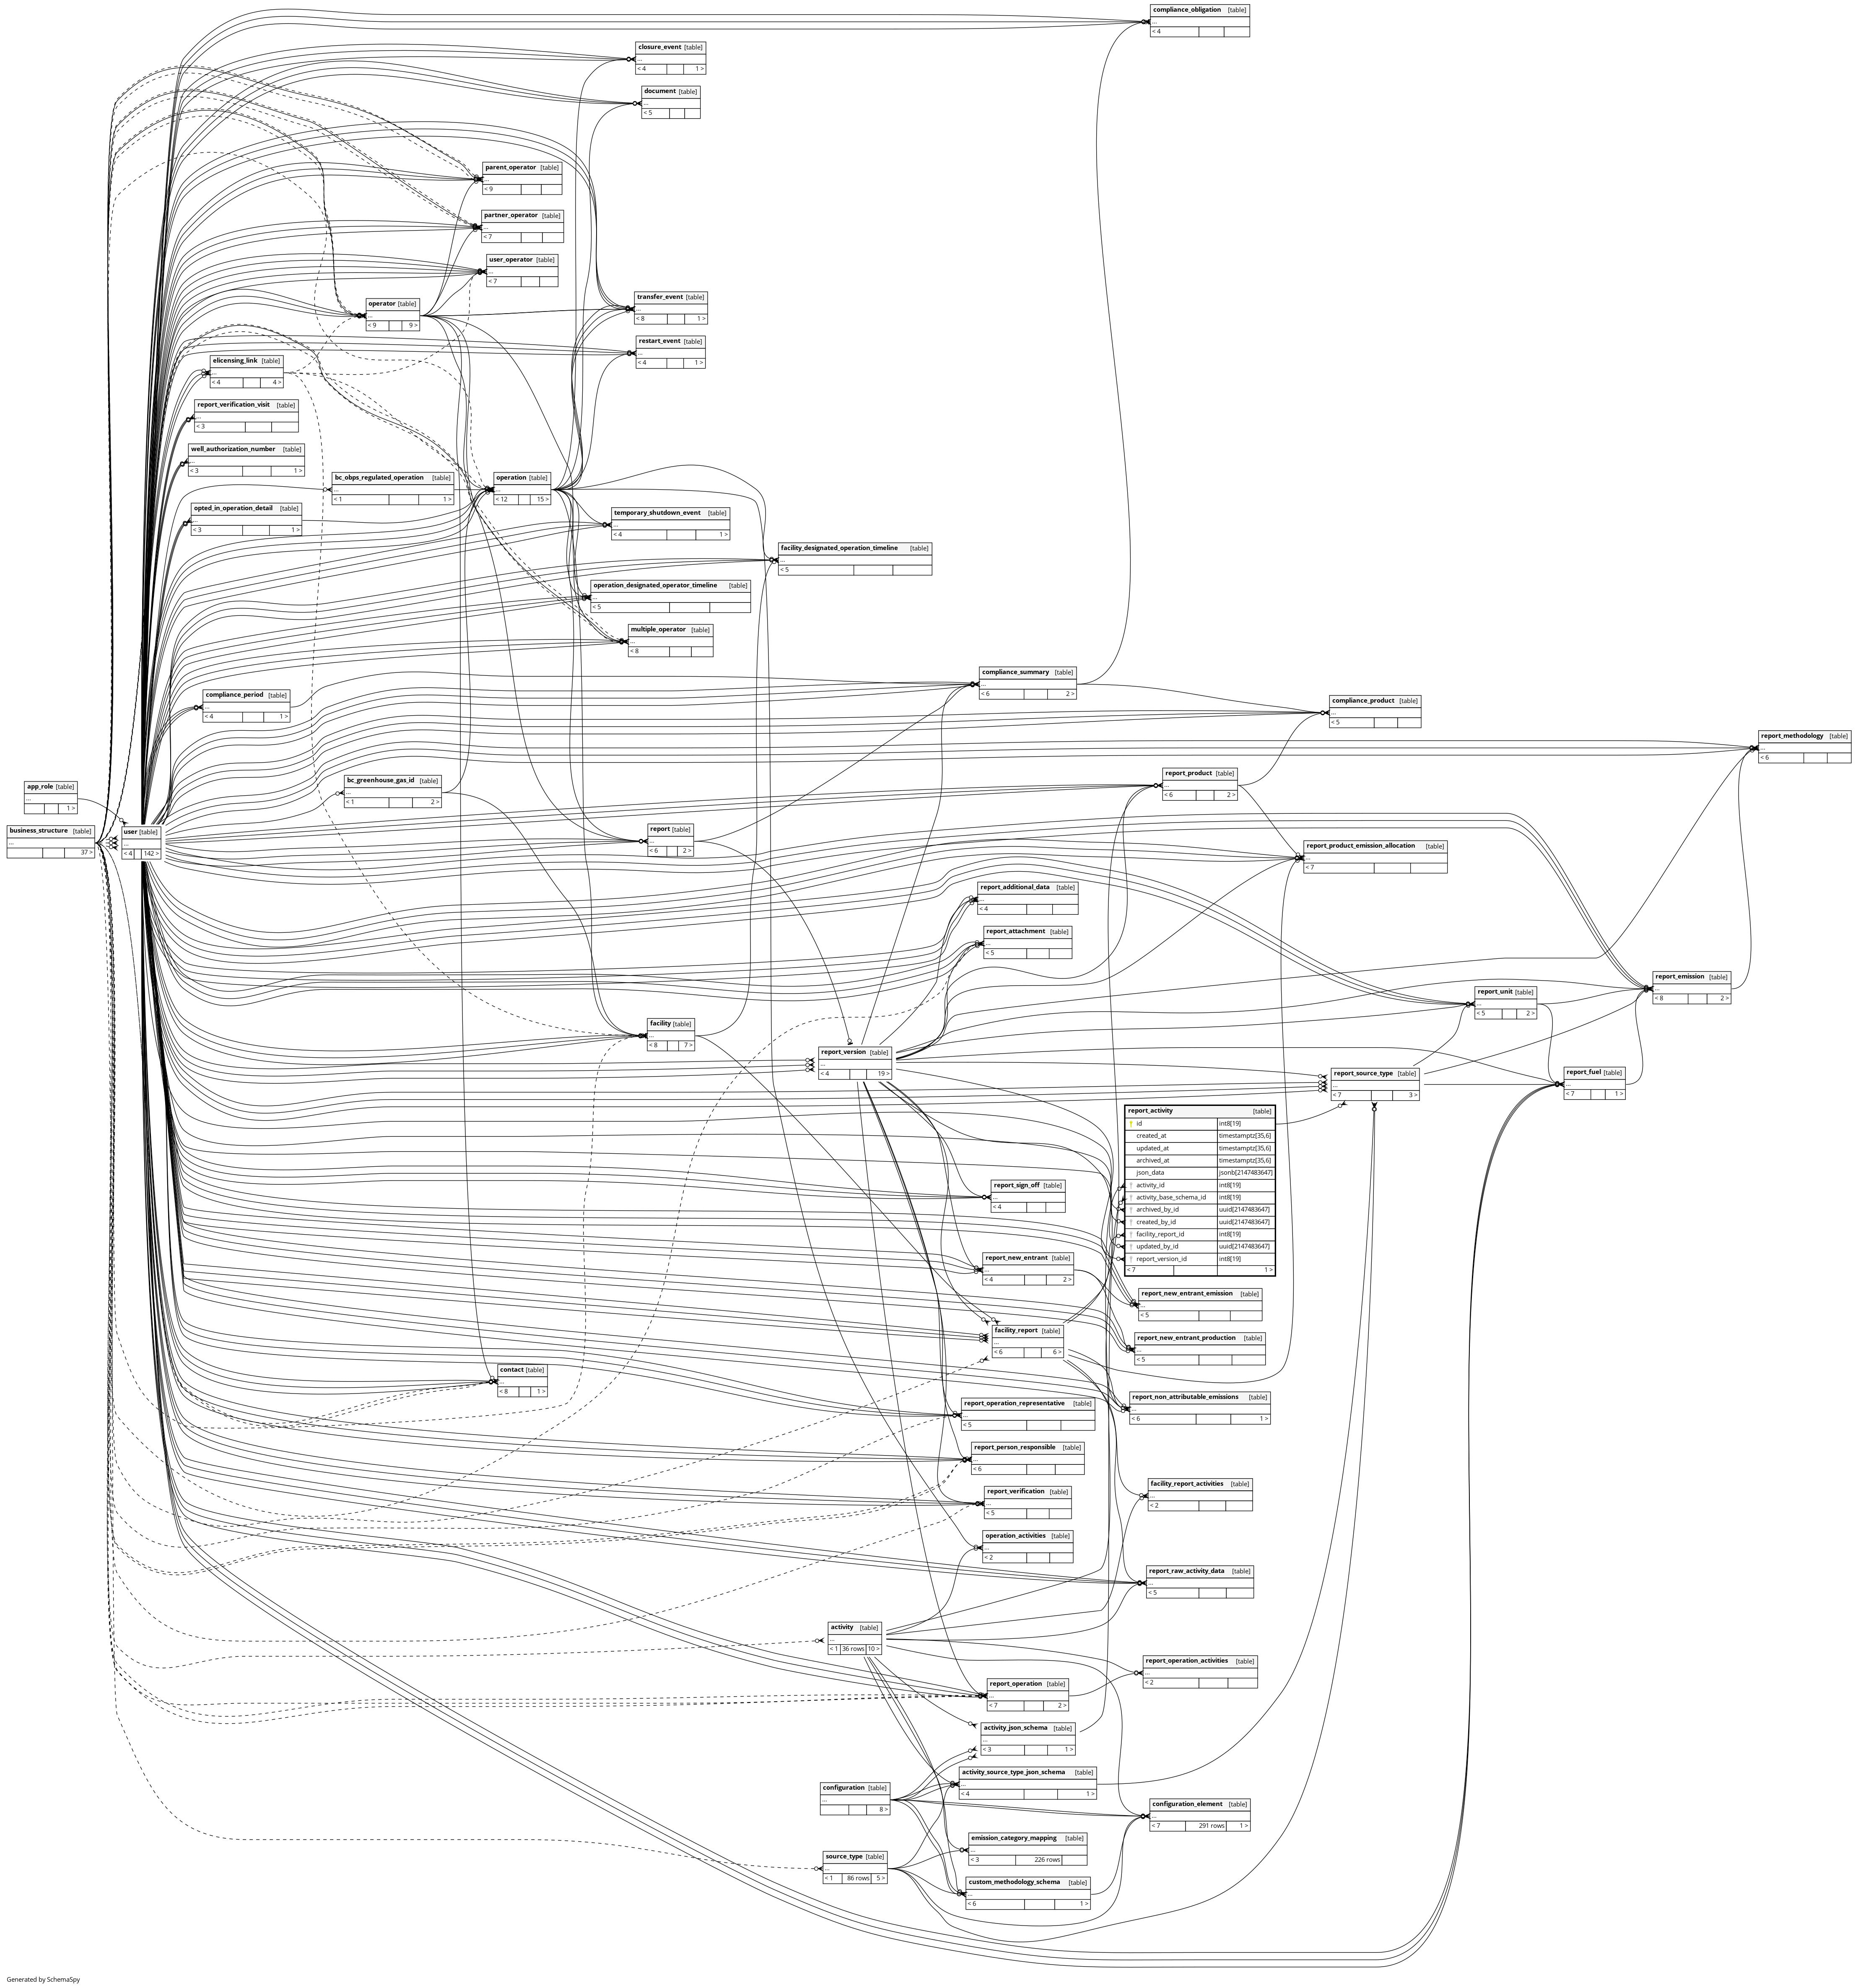 compliance_obligation [table]
...
< 4
closure_event [table]
...
< 4 1 >
document [table]
...
< 5
parent_operator [table]
...
< 9
partner_operator [table]
...
< 7
user_operator [table]
...
< 7
transfer_event [table]
...
< 8 1 >
operator [table]
...
< 9 9 >
restart_event [table]
...
< 4 1 >
elicensing_link [table]
...
< 4 4 >
report_verification_visit [table]
...
< 3
well_authorization_number [table]
...
< 3 1 >
bc_obps_regulated_operation [table]
...
< 1 1 >
operation [table]
...
< 12 15 >
opted_in_operation_detail [table]
...
< 3 1 >
temporary_shutdown_event [table]
...
< 4 1 >
facility_designated_operation_timeline [table]
...
< 5
operation_designated_operator_timeline [table]
...
< 5
multiple_operator [table]
...
< 8
compliance_summary [table]
...
< 6 2 >
compliance_period [table]
...
< 4 1 >
compliance_product [table]
...
< 5
report_methodology [table]
...
< 6
report_product [table]
...
< 6 2 >
bc_greenhouse_gas_id [table]
...
< 1 2 >
app_role [table]
...
1 >
business_structure [table]
...
37 >
user [table]
...
< 4 142 >
report [table]
...
< 6 2 >
report_product_emission_allocation [table]
...
< 7
report_additional_data [table]
...
< 4
report_attachment [table]
...
< 5
report_emission [table]
...
< 8 2 >
report_unit [table]
...
< 5 2 >
facility [table]
...
< 8 7 >
report_version [table]
...
< 4 19 >
report_source_type [table]
...
< 7 3 >
report_fuel [table]
...
< 7 1 >
report_activity [table]
id int8[19]
created_at timestamptz[35,6]
updated_at timestamptz[35,6]
archived_at timestamptz[35,6]
json_data jsonb[2147483647]
activity_id int8[19]
activity_base_schema_id int8[19]
archived_by_id uuid[2147483647]
created_by_id uuid[2147483647]
facility_report_id int8[19]
updated_by_id uuid[2147483647]
report_version_id int8[19]
< 7 1 >
report_sign_off [table]
...
< 4
report_new_entrant [table]
...
< 4 2 >
report_new_entrant_emission [table]
...
< 5
facility_report [table]
...
< 6 6 >
report_new_entrant_production [table]
...
< 5
contact [table]
...
< 8 1 >
report_non_attributable_emissions [table]
...
< 6 1 >
report_operation_representative [table]
...
< 5
report_person_responsible [table]
...
< 6
facility_report_activities [table]
...
< 2
report_verification [table]
...
< 5
operation_activities [table]
...
< 2
report_raw_activity_data [table]
...
< 5
activity [table]
...
< 1 36 rows 10 >
report_operation_activities [table]
...
< 2
report_operation [table]
...
< 7 2 >
activity_json_schema [table]
...
< 3 1 >
activity_source_type_json_schema [table]
...
< 4 1 >
configuration [table]
...
8 >
configuration_element [table]
...
< 7 291 rows 1 >
emission_category_mapping [table]
...
< 3 226 rows
source_type [table]
...
< 1 86 rows 5 >
custom_methodology_schema [table]
...
< 6 1 >
Generated by SchemaSpy